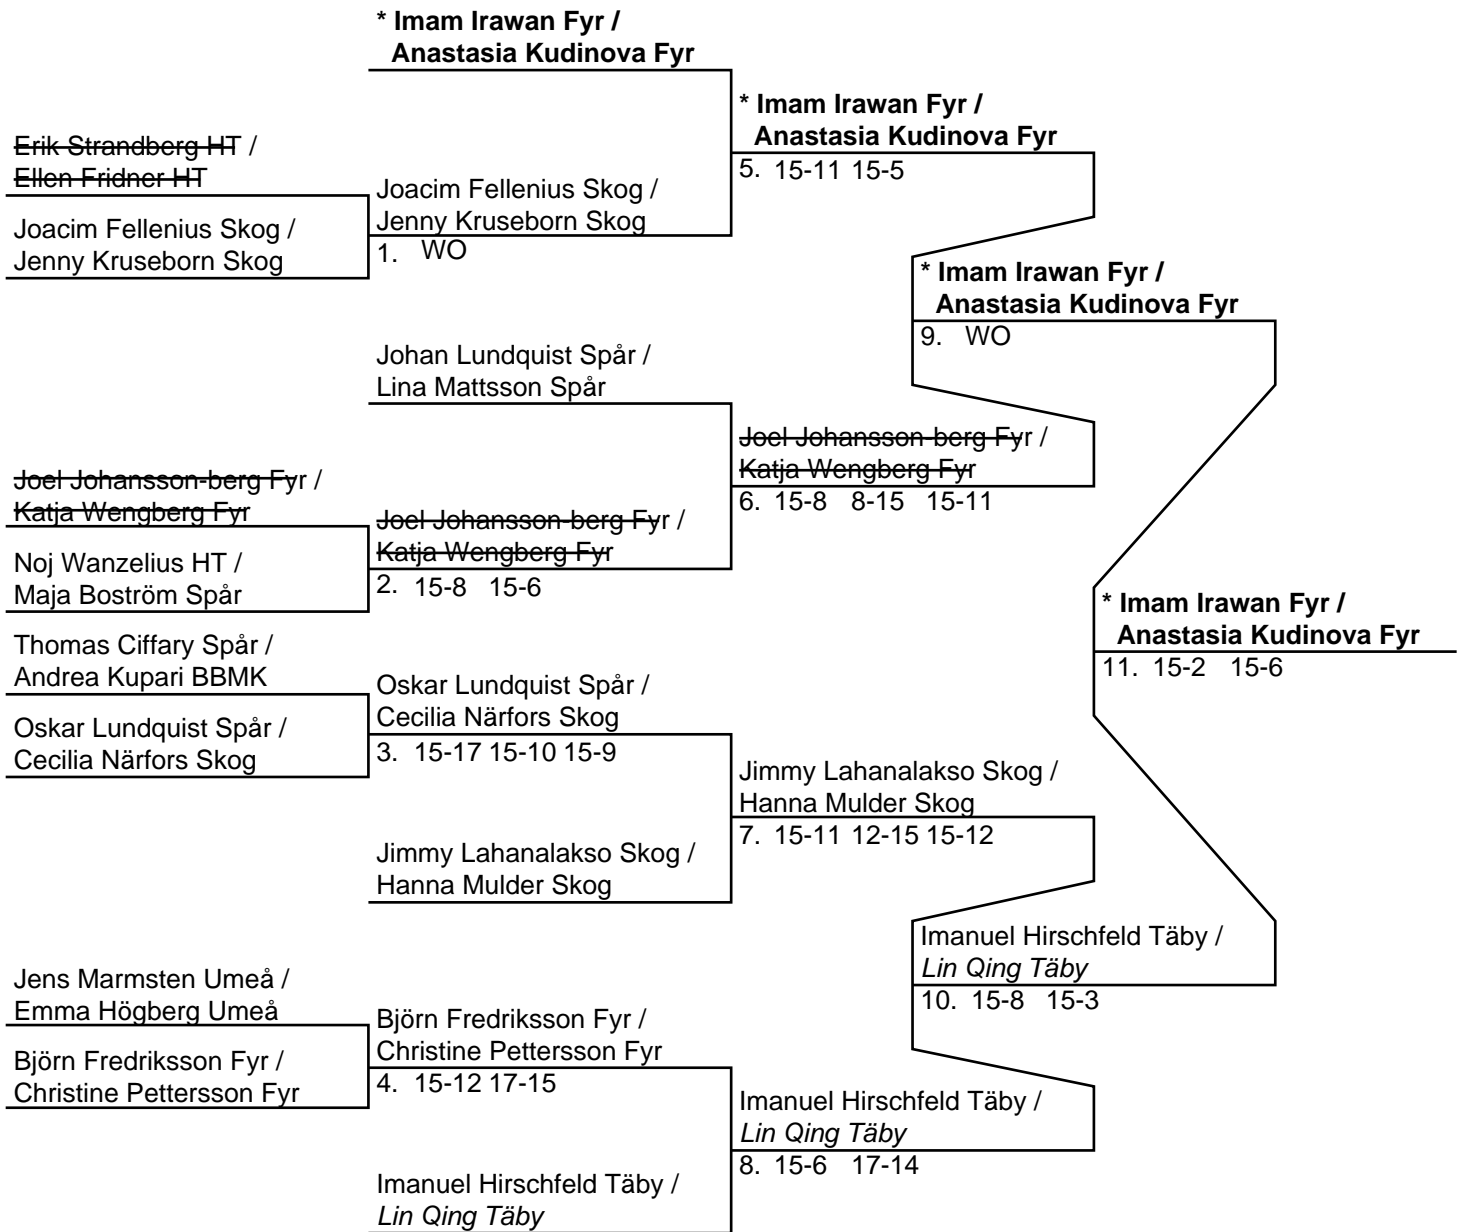 * Imam Irawan Fyr /
Anastasia Kudinova Fyr
Erik Strandberg HT /
Ellen Fridner HT
Joacim Fellenius Skog /
Jenny Kruseborn Skog
Joacim Fellenius Skog /
Jenny Kruseborn Skog
1. WO
* Imam Irawan Fyr /
Anastasia Kudinova Fyr
5. 15-11 15-5
Johan Lundquist Spår /
Lina Mattsson Spår
Joel Johansson-berg Fyr /
Katja Wengberg Fyr
Noj Wanzelius HT /
Maja Boström Spår
Joel Johansson-berg Fyr /
Katja Wengberg Fyr
2. 15-8 15-6
Joel Johansson-berg Fyr /
Katja Wengberg Fyr
6. 15-8 8-15 15-11
* Imam Irawan Fyr /
Anastasia Kudinova Fyr
9. WO
Thomas Ciffary Spår /
Andrea Kupari BBMK
Oskar Lundquist Spår /
Cecilia Närfors Skog
Oskar Lundquist Spår /
Cecilia Närfors Skog
3. 15-17 15-10 15-9
Jimmy Lahanalakso Skog /
Hanna Mulder Skog
Jimmy Lahanalakso Skog /
Hanna Mulder Skog
7. 15-11 12-15 15-12
Jens Marmsten Umeå /
Emma Högberg Umeå
Björn Fredriksson Fyr /
Christine Pettersson Fyr
Björn Fredriksson Fyr /
Christine Pettersson Fyr
4. 15-12 17-15
Imanuel Hirschfeld Täby /
Lin Qing Täby
Imanuel Hirschfeld Täby /
Lin Qing Täby
8. 15-6 17-14
Imanuel Hirschfeld Täby /
Lin Qing Täby
10. 15-8 15-3
* Imam Irawan Fyr /
Anastasia Kudinova Fyr
11. 15-2 15-6